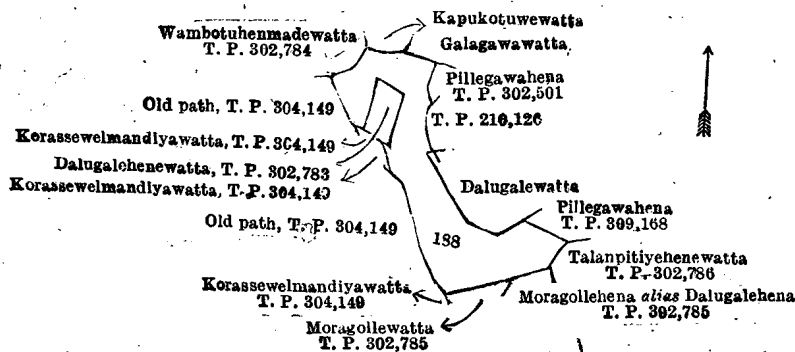 Kapukotuwewatta
Wambotuhenmadewatta
T. P. 302,784
Galagawawatta
Pillegawahena
T. P. 302,501
Old path, T. P. 304,149
T. P. 210,126
Korassewelmandiyawatta, T. P. 304,149
Dalugalehenewatta, T. P. 302,783
Korassewelmandiyawatta, T. P. 304,149
Dalugalewatta
Pillegawahena
T. P. 309,168
Old path, T. P. 304,149
188
Talanpitiyehenewatta
T. P. 302,786
Korassewelmandiyawatta
T. P. 304,149
Moragollehena alias Dalugalehena
T. P. 302,785
Moragollewatta
T. P. 302,785